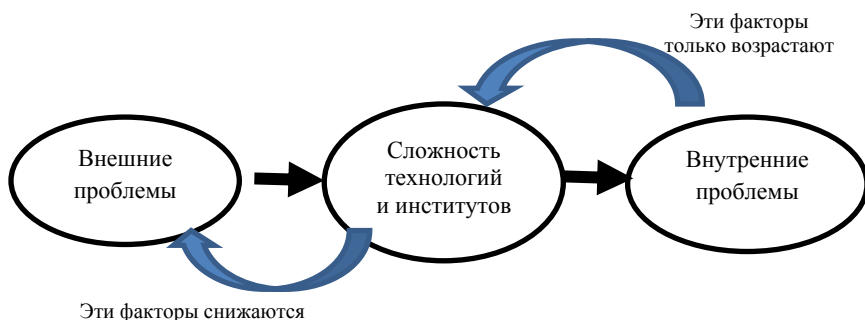 Эти факторы
только возрастают
Внешние
проблемы
Сложность
технологий
и институтов
Внутренние
проблемы
Эти факторы снижаются